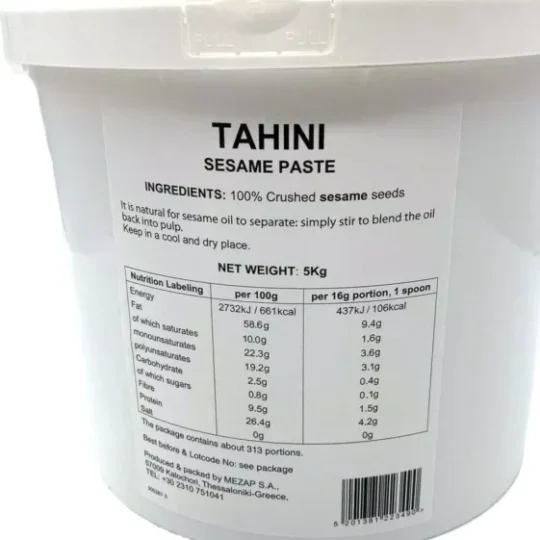 PULL PULL
TAHINI
SESAME PASTE
INGREDIENTS: 100% Crushed sesame seeds
It is natural for sesame oil to separate: simply stir to blend the oil
back into pulp.
Keep in a cool and dry place.
NET WEIGHT: 5Kg
Nutrition Labeling per 100g per 16g portion, 1 spoon
Energy 2732kJ / 661kcal 437kJ / 106kcal
Fat 58.6g 9.4g
of which saturates 10.0g 1.6g
monounsaturates 22.3g 3.6g
polyunsaturates 19.2g 3.1g
Carbohydrate 2.5g 0.4g
of which sugars 0.8g 0.1g
Fibre 9.5g 1.5g
Protein 26.4g 4.2g
Salt 0g 0g
The package contains about 313 portions.
Best before & Lotcode No: see package
Produced & packed by MEZAP S.A.,
57009 Kalochori, Thessaloniki-Greece,
TEL: +30 2310 751041
5 201381 223490